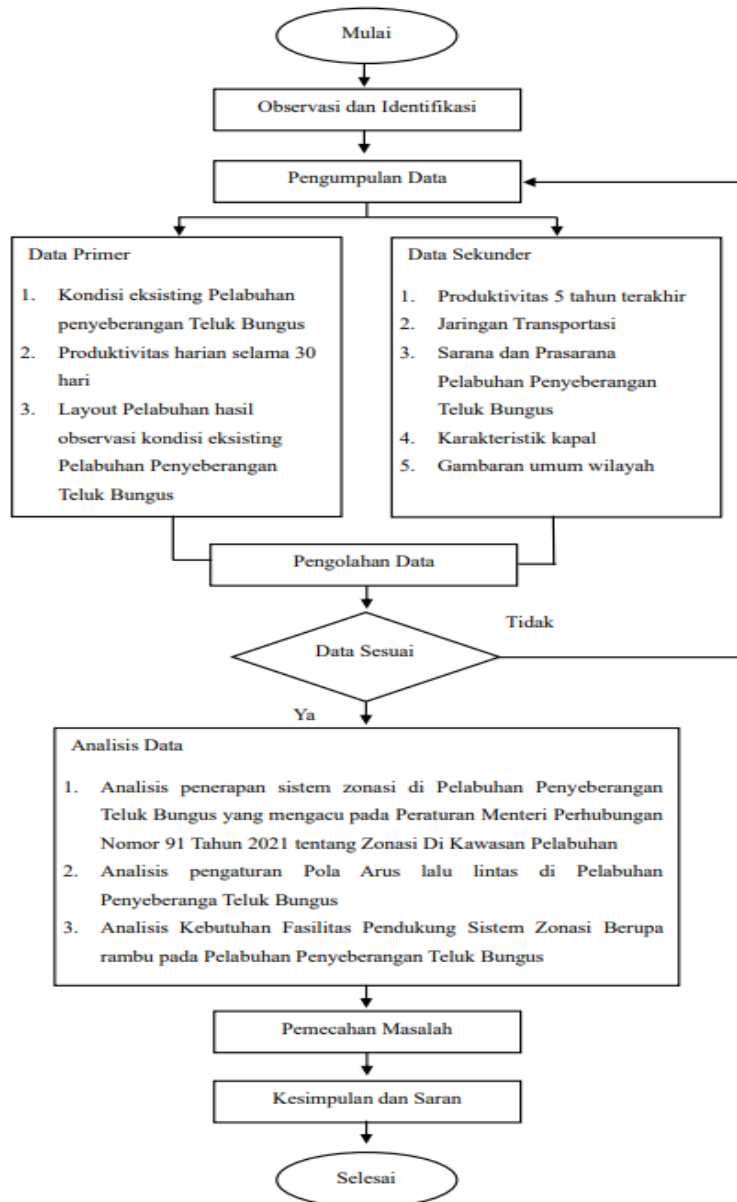 Mulai
Observasi dan Identifikasi
Pengumpulan Data
Data Primer
1. Kondisi eksisting Pelabuhan
penyeberangan Teluk Bungus
2. Produktivitas harian selama 30
hari
3. Layout Pelabuhan hasil
observasi kondisi eksisting
Pelabuhan Penyeberangan
Teluk Bungus
Data Sekunder
1. Produktivitas 5 tahun terakhir
2. Jaringan Transportasi
3. Sarana dan Prasarana
Pelabuhan Penyeberangan
Teluk Bungus
4. Karakteristik kapal
5. Gambaran umum wilayah
Pengolahan Data
Data Sesuai
Tidak
Ya
Analisis Data
1. Analisis penerapan sistem zonasi di Pelabuhan Penyeberangan
Teluk Bungus yang mengacu pada Peraturan Menteri Perhubungan
Nomor 91 Tahun 2021 tentang Zonasi Di Kawasan Pelabuhan
2. Analisis pengaturan Pola Arus lalu lintas di Pelabuhan
Penyeberanga Teluk Bungus
3. Analisis Kebutuhan Fasilitas Pendukung Sistem Zonasi Berupa
rambu pada Pelabuhan Penyeberangan Teluk Bungus
Pemecahan Masalah
Kesimpulan dan Saran
Selesai